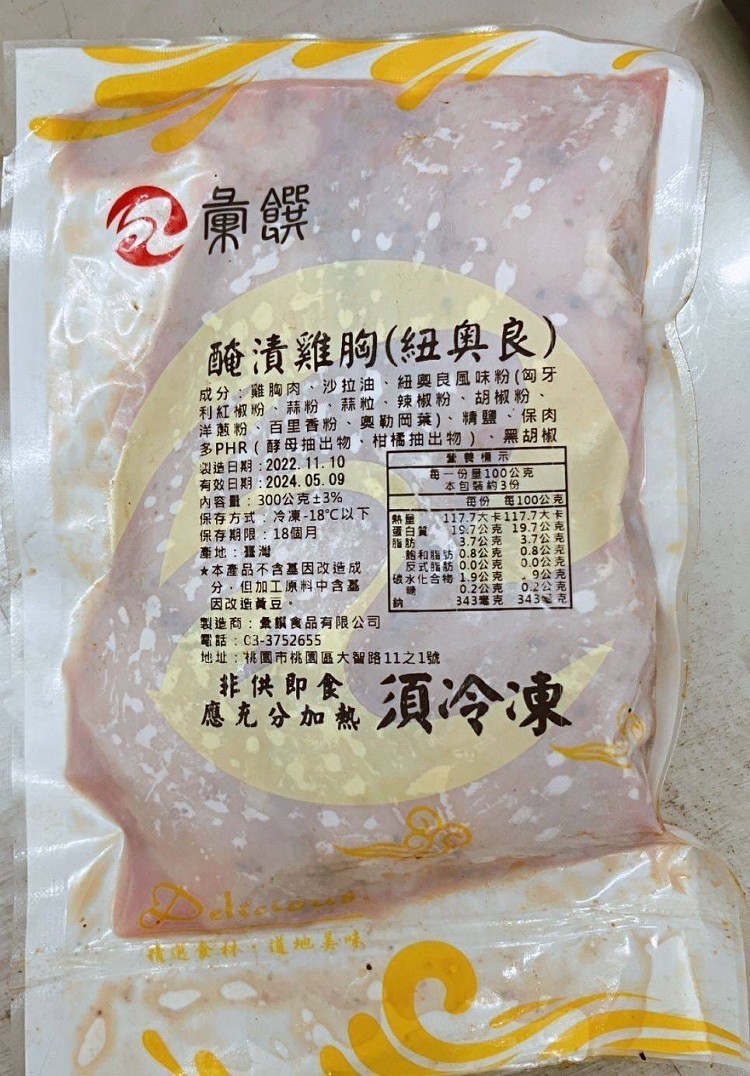 彙饌
醃漬雞胸(紐奧良)
成分：雞胸肉、沙拉油、紐奧良風味粉(匈牙
利紅椒粉、蒜粉、蒜粒、辣椒粉、胡椒粉、
洋蔥粉、百里香粉、奧勒岡葉)、精鹽、保肉
多PHR(酵母抽出物、柑橘抽出物)、黑胡椒
製造日期：2022.11.10
有效日期：2024.05.09
內容量：300公克±3%
保存方式：冷凍-18℃以下
保存期限：18個月
產地：臺灣
★本產品不含基因改造成
分，但加工原料中含基
因改造黃豆。
營養標示
每一份量100公克
本包裝約3份
每份 每100公克
熱量 117.7大卡 117.7大卡
蛋白質 19.7公克 19.7公克
脂肪 3.7公克 3.7公克
飽和脂肪 0.8公克 0.8公克
反式脂肪 0.0公克 0.0公克
碳水化合物 1.9公克 .9公克
糖 0.2公克 0.2公克
鈉 343毫克 343毫克
製造商：彙饌食品有限公司
電話：03-3752655
地址：桃園市桃園區大智路11之1號
非供即食
應充分加熱 須冷凍
Delicious
精選食材．道地美味